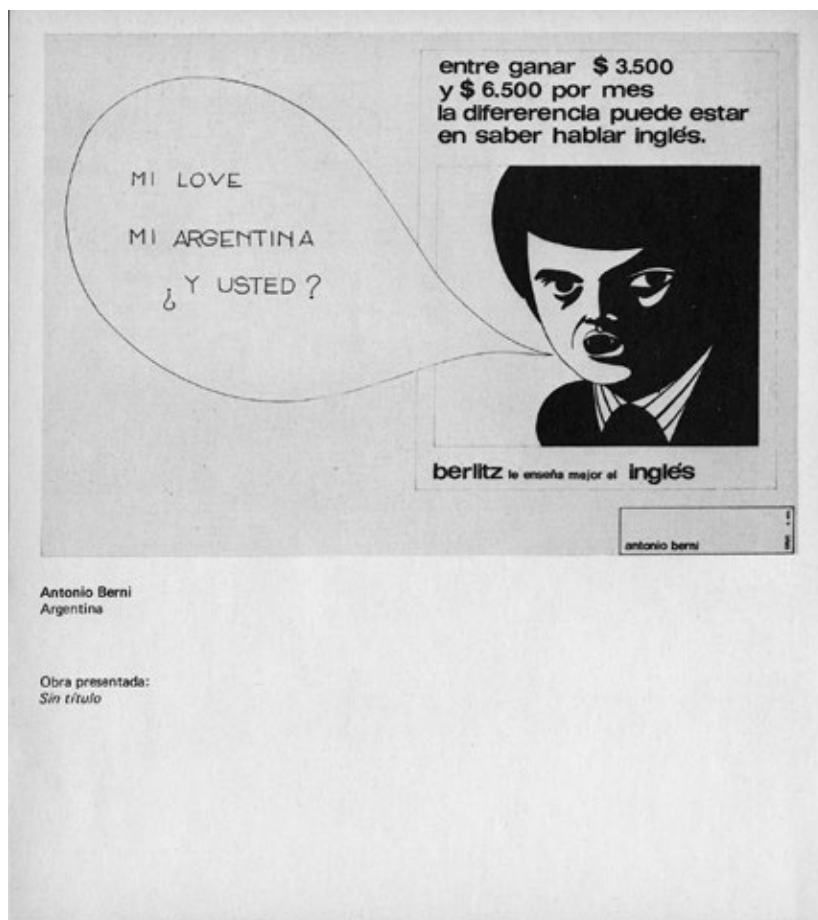 entre ganar $ 3.500
y $ 6.500 por mes
la difererencia puede estar
en saber hablar inglés.
MI LOVE
MI ARGENTINA
¿Y USTED?
berlitz le enseña mejor el inglés
antonio berni
Antonio Berni
Argentina
Obra presentada:
Sin título